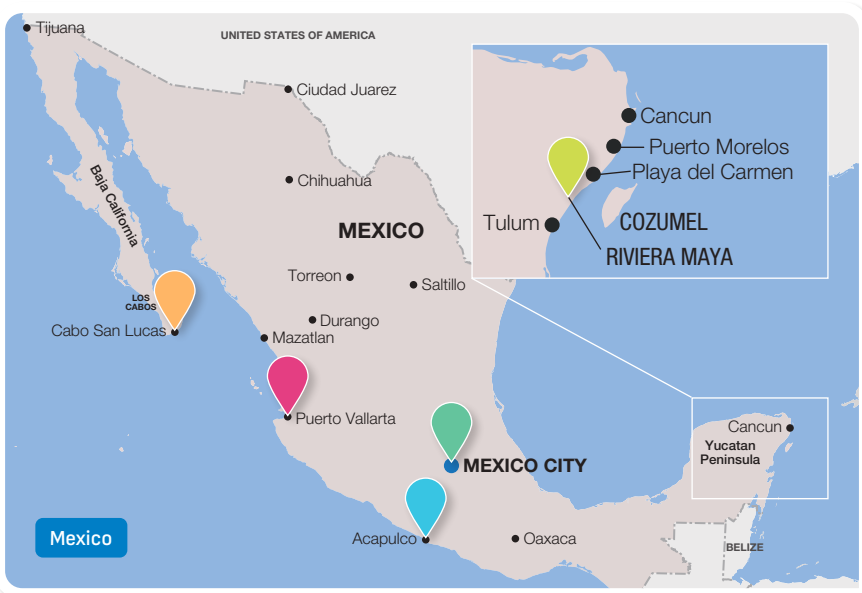 Tijuana
UNITED STATES OF AMERICA
Ciudad Juarez
Cancun
Puerto Morelos
Playa del Carmen
Tulum
COZUMEL
RIVIERA MAYA
Chihuahua
Baja California
MEXICO
Torreon
Saltillo
LOS
CABOS
Durango
Cabo San Lucas
Mazatlan
Puerto Vallarta
Cancun
Yucatan
Peninsula
MEXICO CITY
Mexico
Acapulco
Oaxaca
BELIZE